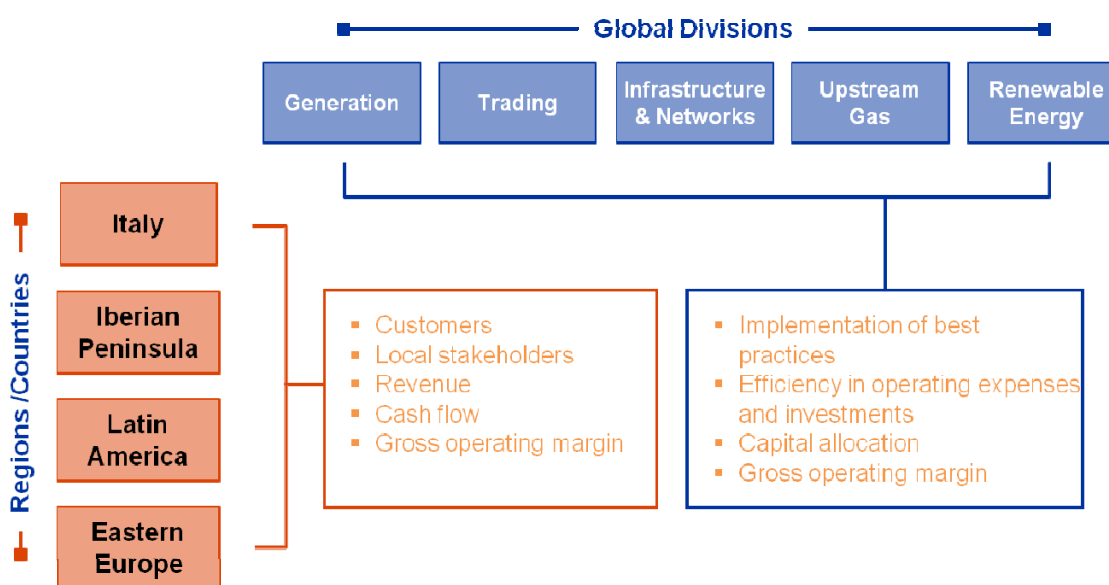 Global Divisions
Generation
Trading
Infrastructure
& Networks
Upstream
Gas
Renewable
Energy
Regions /Countries
Italy
Iberian
Peninsula
Latin
America
Eastern
Europe
▪ Customers
▪ Local stakeholders
▪ Revenue
▪ Cash flow
▪ Gross operating margin
▪ Implementation of best
practices
▪ Efficiency in operating expenses
and investments
▪ Capital allocation
▪ Gross operating margin